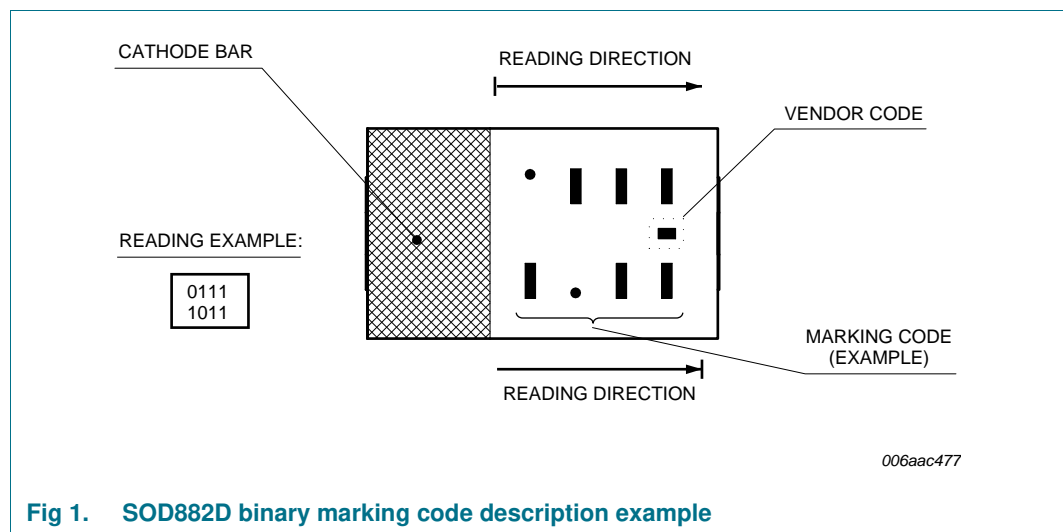 CATHODE BAR
READING DIRECTION
VENDOR CODE
READING EXAMPLE:
0111
1011
MARKING CODE
(EXAMPLE)
READING DIRECTION
006aac477
Fig 1. SOD882D binary marking code description example